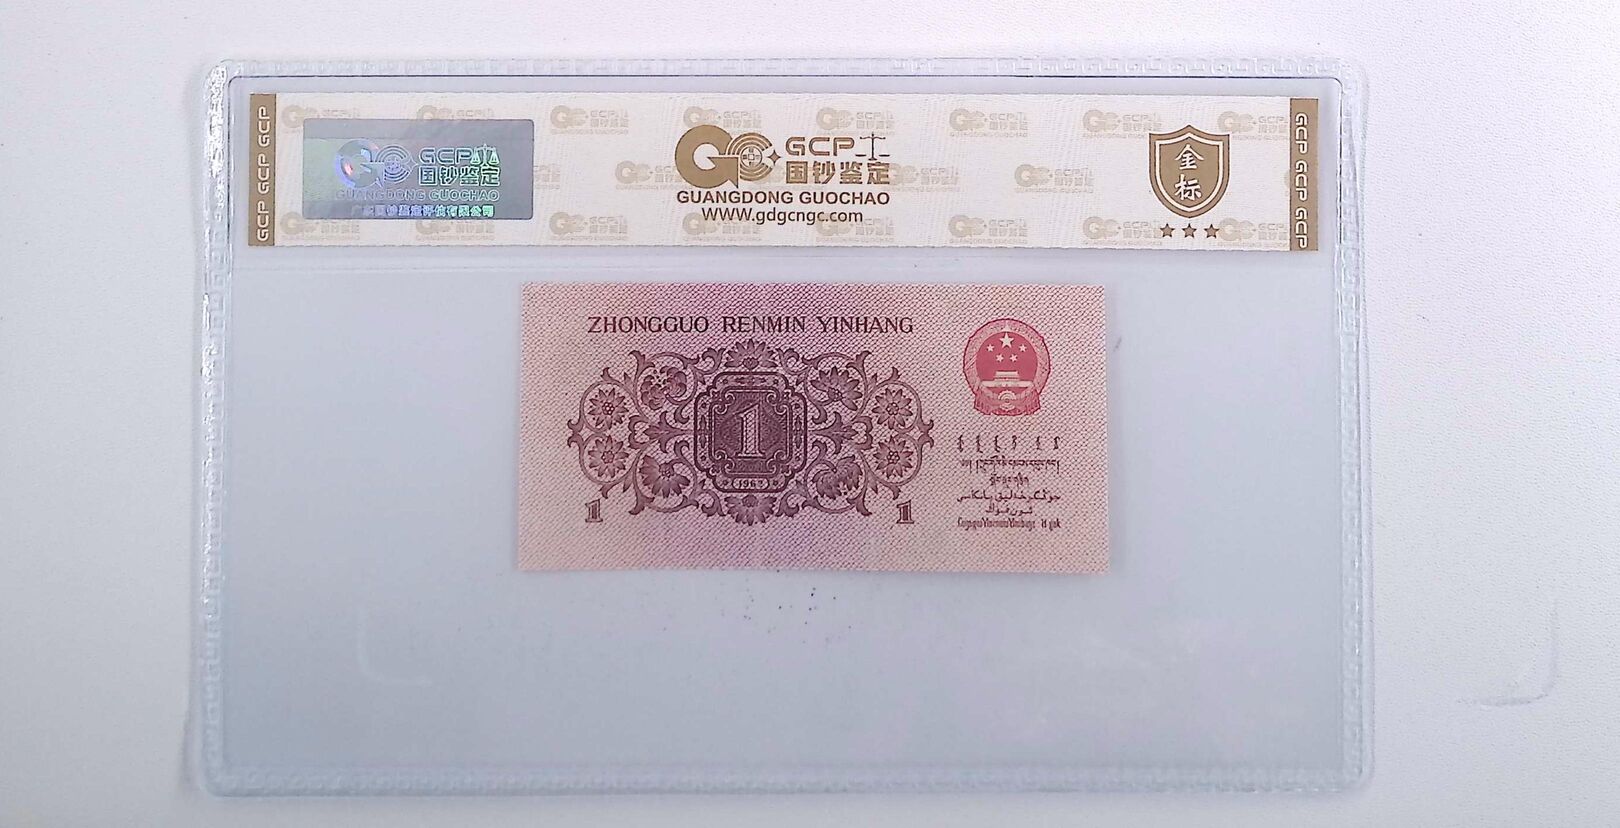 GCP GCP GCP
GCP
国钞鉴定
GUANGDONG GUOCHAO
广东国钞鉴定评估有限公司
GCP
国钞鉴定
GUANGDONG GUOCHAO
WWW.gdgcngc.com
金
标
GCP GCP GCP
ZHONGGUO RENMIN YINHANG
1
1962
1
1